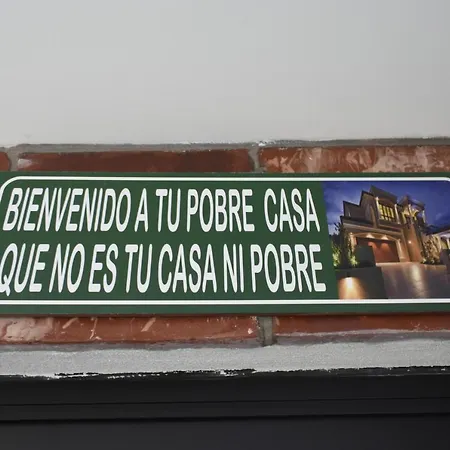 BIENVENIDO A TU POBRE CASA
QUE NO ES TU CASA NI POBRE